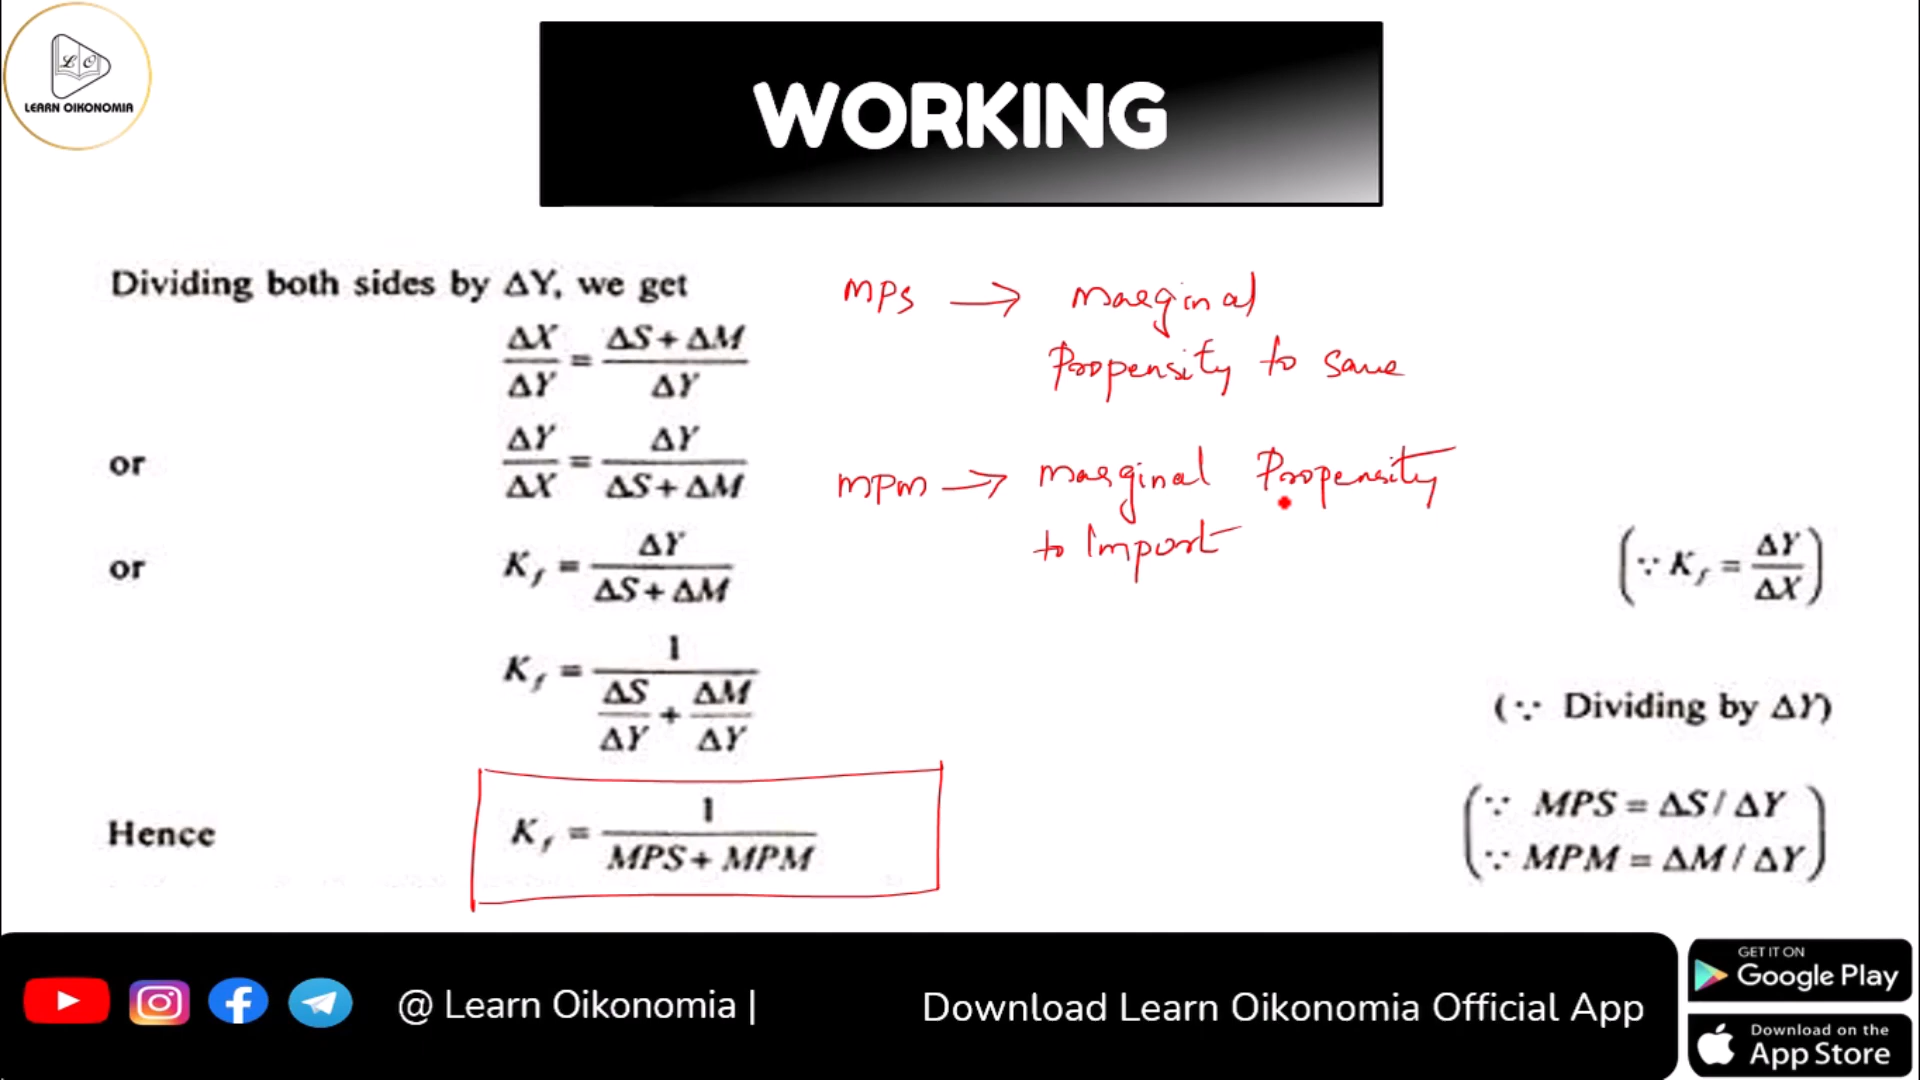 L O
LEARN OIKONOMIA
WORKING
Dividing both sides by ΔY, we get
ΔX/ΔY = (ΔS + ΔM)/ΔY
or ΔY/ΔX = ΔY/(ΔS + ΔM)
or K_f = ΔY/(ΔS + ΔM) (∵ K_f = ΔY/ΔX)
K_f = 1/(ΔS/ΔY + ΔM/ΔY) (∵ Dividing by ΔY)
Hence K_f = 1/(MPS + MPM) (∵ MPS = ΔS / ΔY
∵ MPM = ΔM / ΔY)
MPS → Marginal
Propensity to save
MPM → Marginal Propensity
to Import
@ Learn Oikonomia |
Download Learn Oikonomia Official App
GET IT ON
Google Play
Download on the
App Store